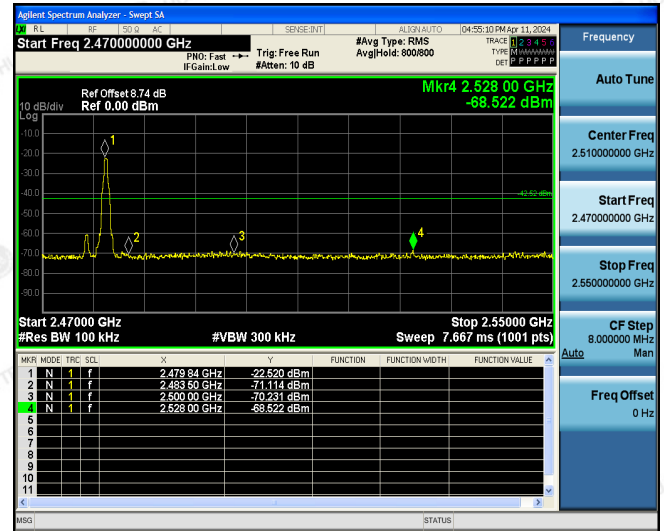 Agilent Spectrum Analyzer - Swept SA
LXI RL RF 50 Ω AC SENSE:INT ALIGN AUTO 04:55:10 PM Apr 11, 2024
Start Freq 2.470000000 GHz
PNO: Fast
IFGain:Low
Trig: Free Run
#Atten: 10 dB
#Avg Type: RMS
Avg|Hold: 800/800
TRACE 1 2 3 4 5 6
TYPE M
DET P P P P P P
Mkr4 2.528 00 GHz
-68.522 dBm
Ref Offset 8.74 dB
10 dB/div Ref 0.00 dBm
Log
-10.0
-20.0
-30.0
-40.0
-50.0
-60.0
-70.0
-80.0
-90.0
1
2
3
4
-42.52 dBm
Start 2.47000 GHz Stop 2.55000 GHz
#Res BW 100 kHz #VBW 300 kHz Sweep 7.667 ms (1001 pts)
MKR MODE TRC SCL X Y FUNCTION FUNCTION WIDTH FUNCTION VALUE
1 N 1 f 2.479 84 GHz -22.520 dBm
2 N 1 f 2.483 50 GHz -71.114 dBm
3 N 1 f 2.500 00 GHz -70.231 dBm
4 N 1 f 2.528 00 GHz -68.522 dBm
5
6
7
8
9
10
11
MSG STATUS
Frequency
Auto Tune
Center Freq
2.510000000 GHz
Start Freq
2.470000000 GHz
Stop Freq
2.550000000 GHz
CF Step
8.000000 MHz
Auto Man
Freq Offset
0 Hz